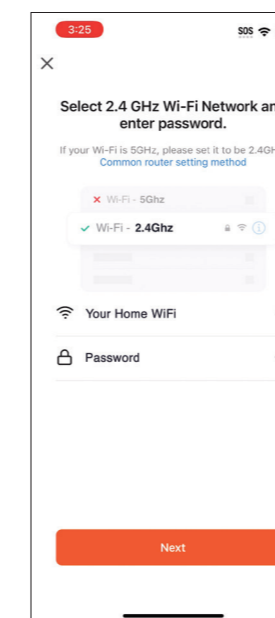 3:25
SOS
Select 2.4 GHz Wi-Fi Network an
enter password.
If your Wi-Fi is 5GHz, please set it to be 2.4GH
Common router setting method
Wi-Fi - 5Ghz
Wi-Fi - 2.4Ghz
Your Home WiFi
Password
Next